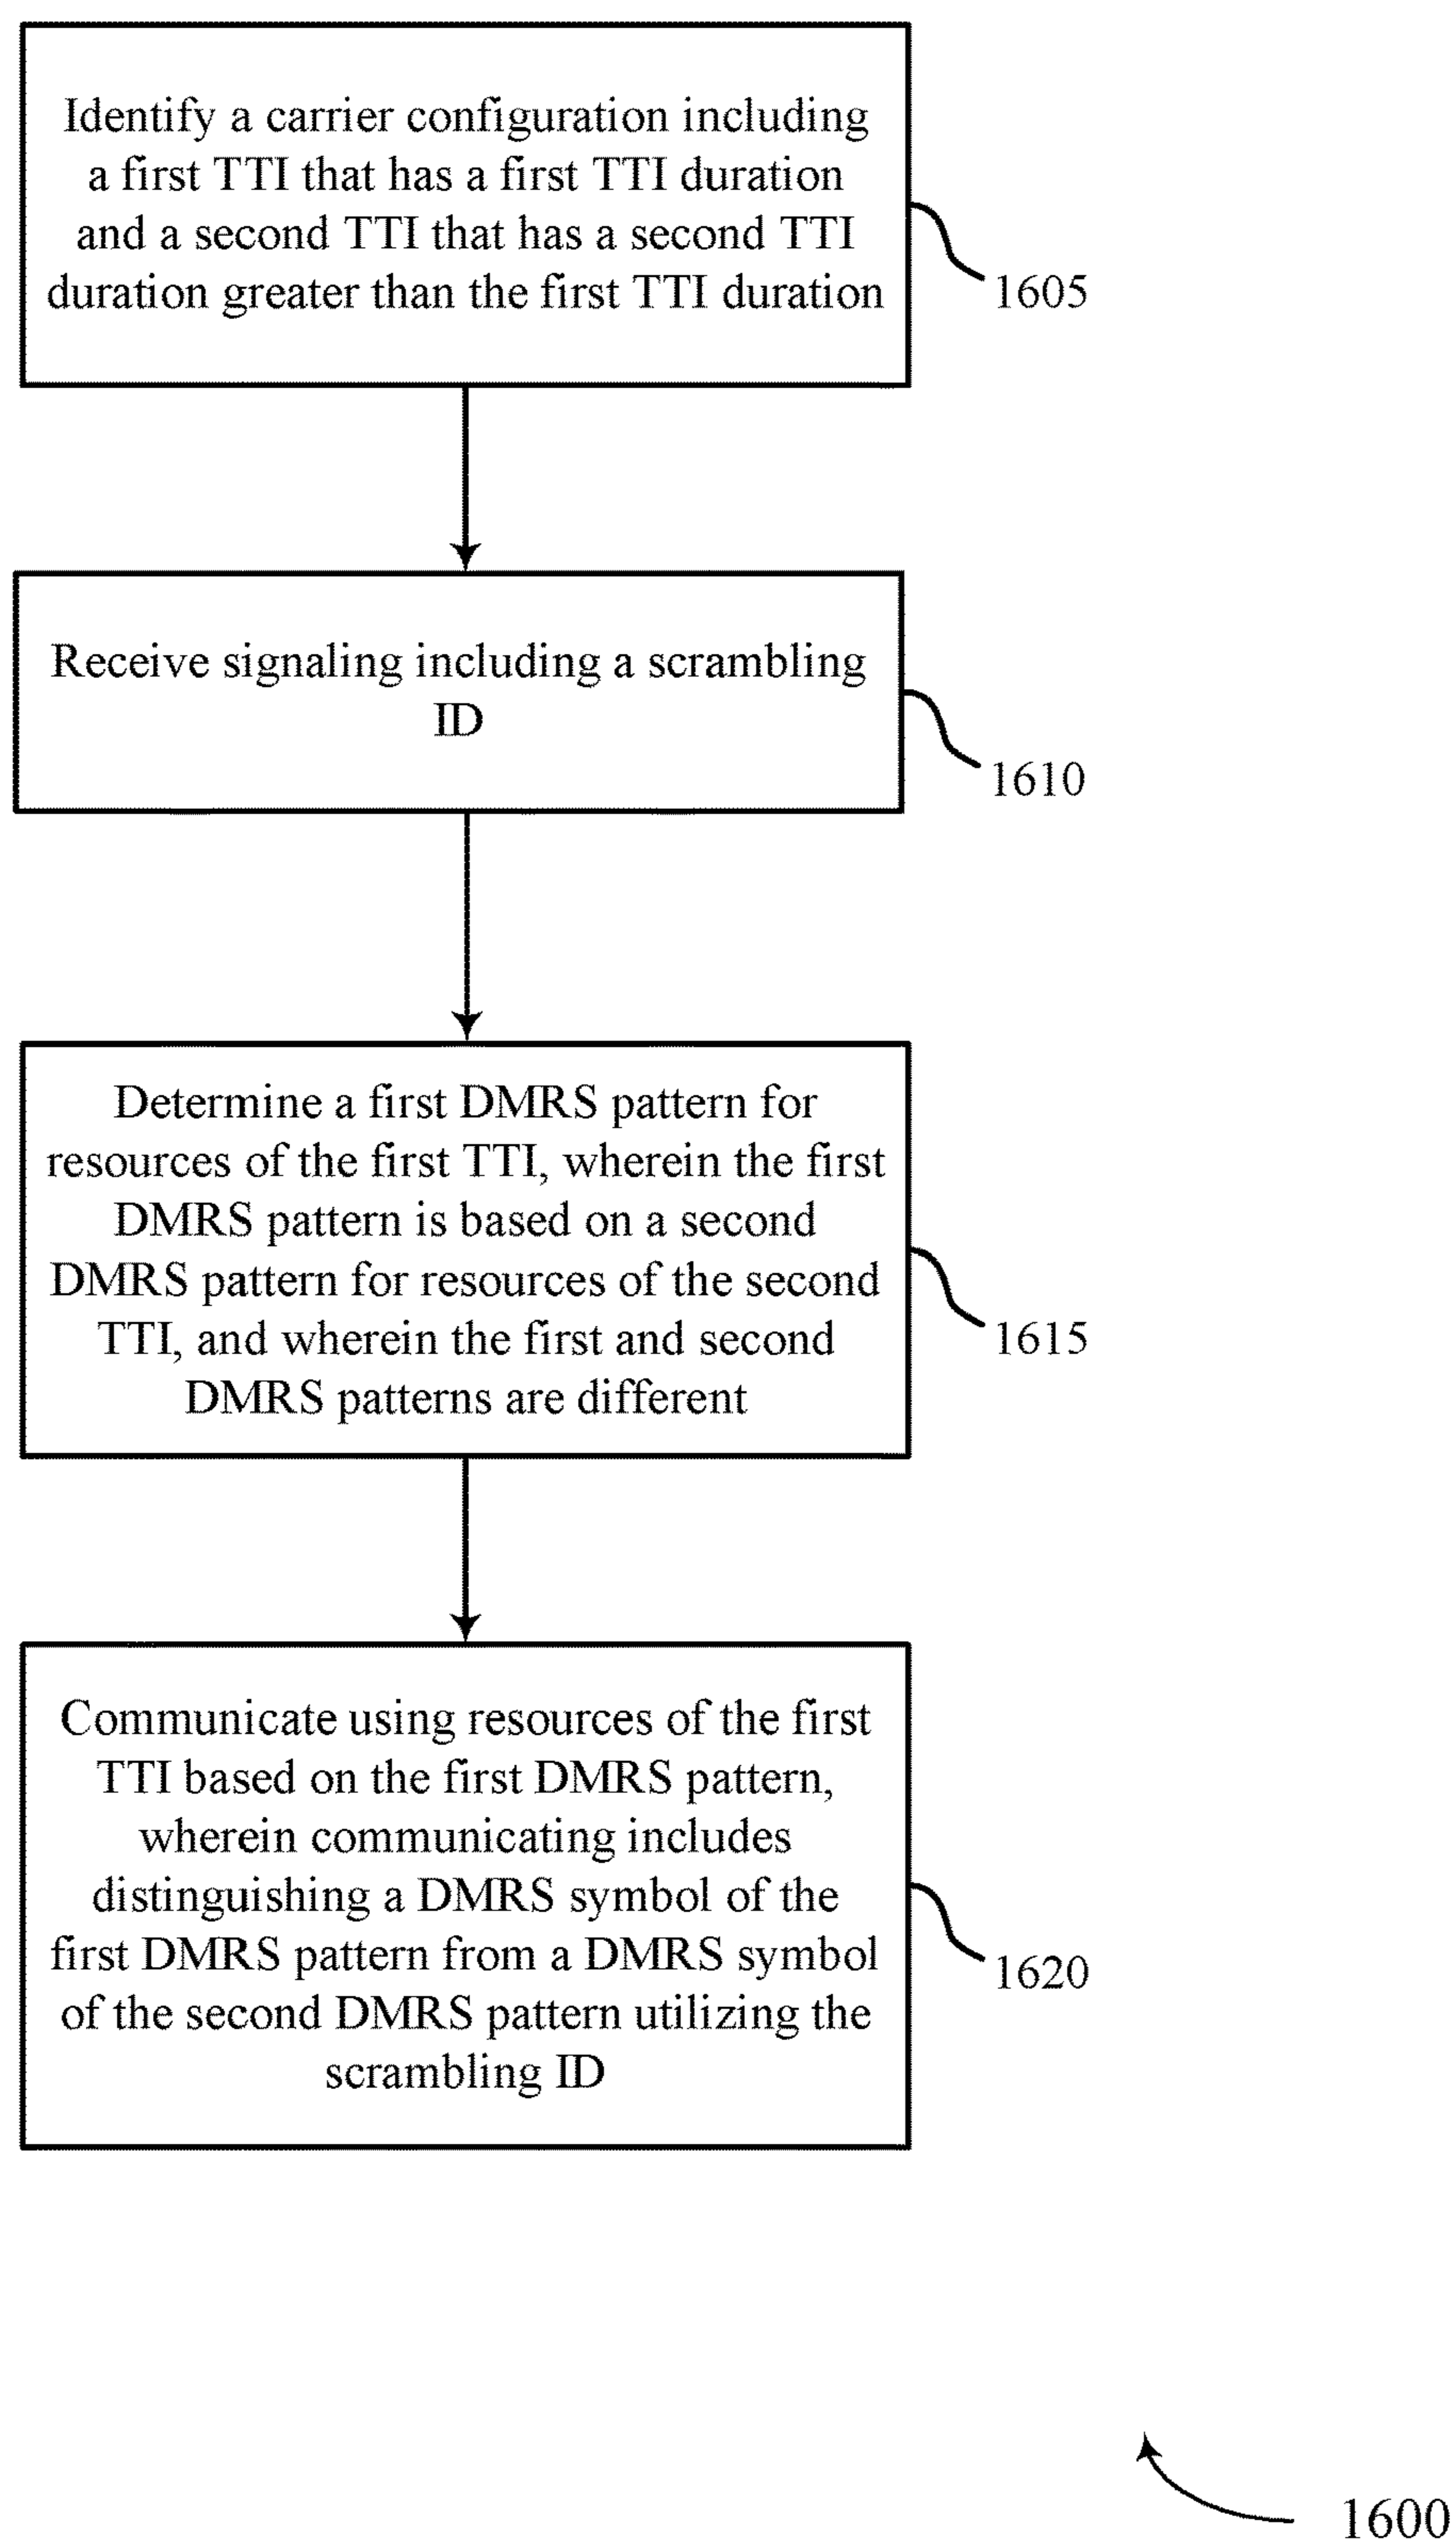 Identify a carrier configuration including
a first TTI that has a first TTI duration
and a second TTI that has a second TTI
duration greater than the first TTI duration
1605
Receive signaling including a scrambling
ID
1610
Determine a first DMRS pattern for
resources of the first TTI, wherein the first
DMRS pattern is based on a second
DMRS pattern for resources of the second
TTI, and wherein the first and second
DMRS patterns are different
1615
Communicate using resources of the first
TTI based on the first DMRS pattern,
wherein communicating includes
distinguishing a DMRS symbol of the
first DMRS pattern from a DMRS symbol
of the second DMRS pattern utilizing the
scrambling ID
1620
1600